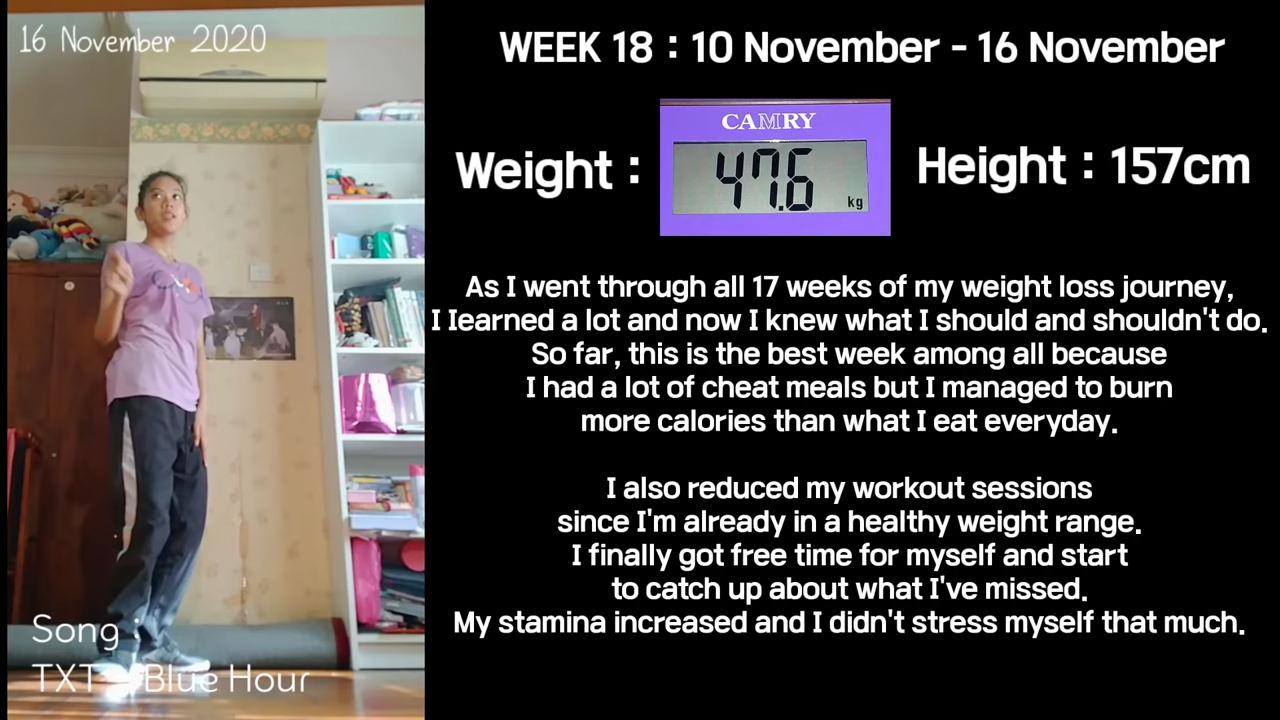 16 November 2020
WEEK 18 : 10 November - 16 November
CAMRY
Weight :
47.6
kg
Height : 157cm
As I went through all 17 weeks of my weight loss journey,
I learned a lot and now I knew what I should and shouldn't do.
So far, this is the best week among all because
I had a lot of cheat meals but I managed to burn
more calories than what I eat everyday.
I also reduced my workout sessions
since I'm already in a healthy weight range.
I finally got free time for myself and start
to catch up about what I've missed.
My stamina increased and I didn't stress myself that much.
Song :
TXT - Blue Hour